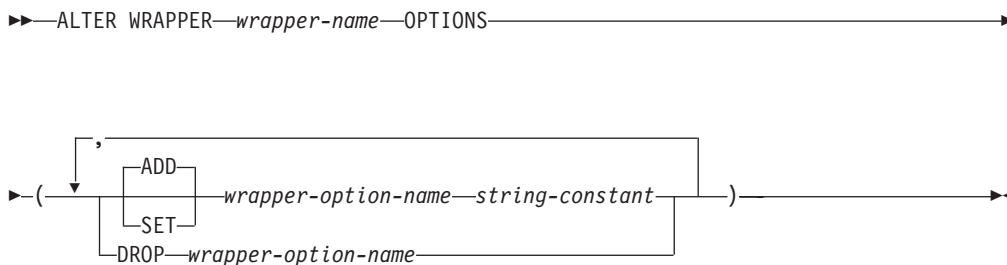 ALTER WRAPPER wrapper-name OPTIONS
,
ADD
( wrapper-option-name string-constant )
SET
DROP wrapper-option-name